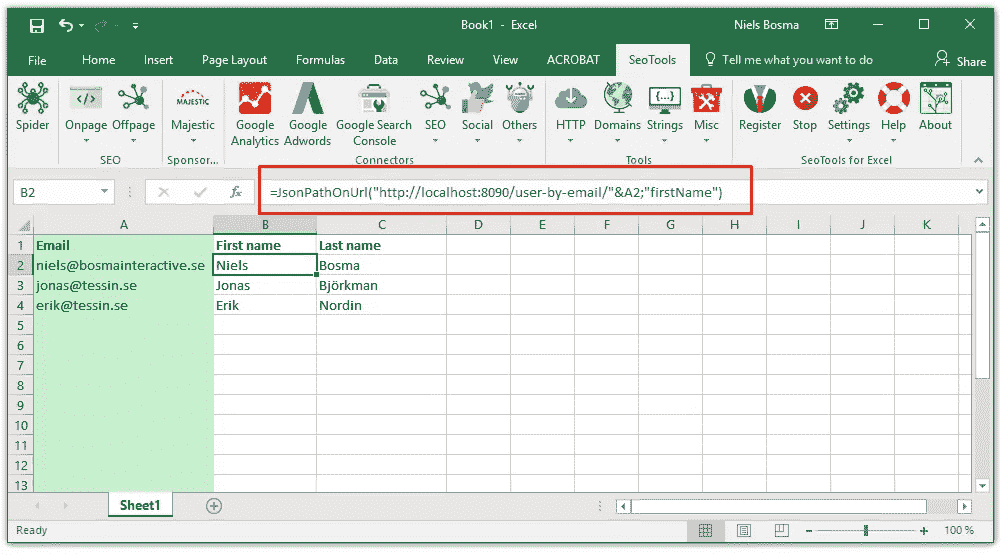 Book1 - Excel
Niels Bosma
File Home Insert Page Layout Formulas Data Review View ACROBAT SeoTools Tell me what you want to do Share
Spider Onpage Offpage MAJESTIC Majestic Google Analytics Google Adwords Google Search Console SEO Social Others HTTP Domains Strings Misc Register Stop Settings Help About
SEO Sponsor... Connectors Tools SeoTools for Excel
B2 fx =JsonPathOnUrl("http://localhost:8090/user-by-email/"&A2;"firstName")
A B C D E F G H I J K
1 Email First name Last name
2 niels@bosmainteractive.se Niels Bosma
3 jonas@tessin.se Jonas Björkman
4 erik@tessin.se Erik Nordin
5
6
7
8
9
10
11
12
13
Sheet1
Ready 100 %